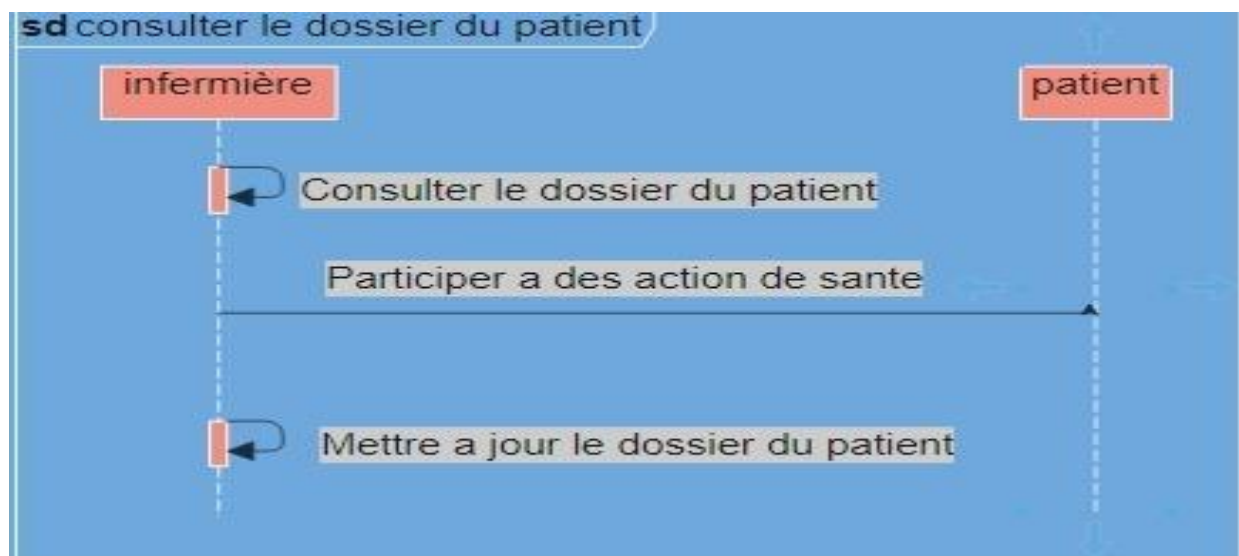 sd consulter le dossier du patient
infermière patient
Consulter le dossier du patient
Participer a des action de sante
Mettre a jour le dossier du patient